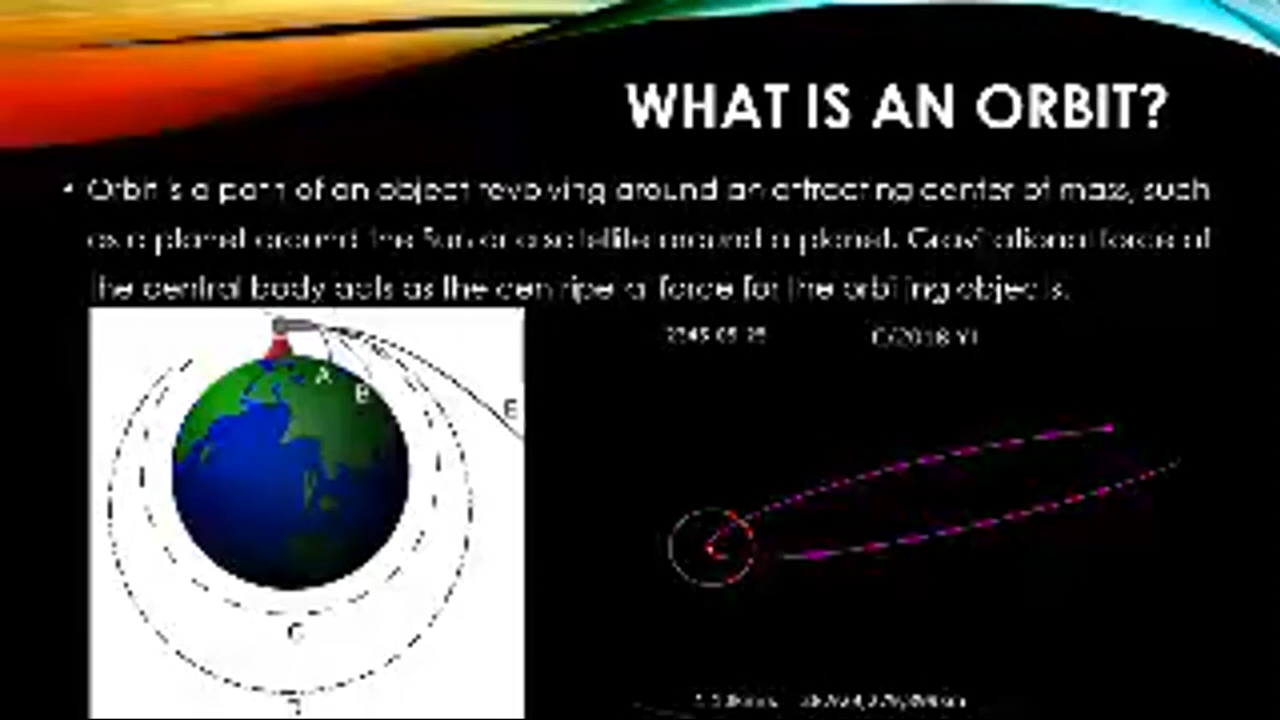 WHAT IS AN ORBIT?
• Orbit is a path of an object revolving around an attracting center of mass, such
as a planet around the Sun or a satellite around a planet. Gravitational force of
the central body acts as the centripetal force for the orbiting objects.
A
B
E
C
D